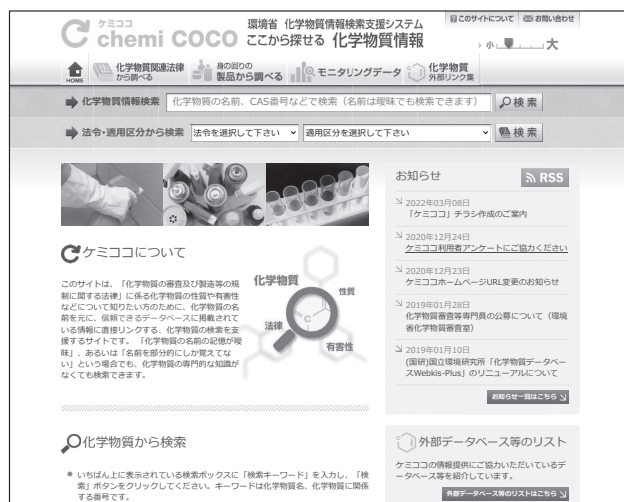 このサイトについて お問い合わせ
ケミココ
chemi COCO
環境省 化学物質情報検索支援システム
ここから探せる 化学物質情報
小 大
HOME
化学物質関連法律
から調べる
身の回りの
製品から調べる
モニタリングデータ
化学物質
外部リンク集
化学物質情報検索 化学物質の名前、CAS番号などで検索（名前は曖昧でも検索できます） 検索
法令・適用区分から検索 法令を選択して下さい 適用区分を選択して下さい 検索
ケミココについて
このサイトは、「化学物質の審査及び製造等の規
制に関する法律」に係る化学物質の性質や有害性
などについて知りたい方のために、化学物質の名
前を元に、信頼できるデータベースに掲載されて
いる情報に直接リンクする、化学物質の検索を支
援するサイトです。 「化学物質の名前の記憶が曖
昧」、あるいは「名前を部分的にしか覚えてな
い」という場合でも、化学物質の専門的な知識が
なくても検索できます。
化学物質
性質
法律
C
有害性
化学物質から検索
いちばん上に表示されている検索ボックスに「検索キーワード」を入力し、「検
索」ボタンをクリックしてください。キーワードは化学物質名、化学物質に関係
する番号です。
お知らせ
RSS
2022年03月08日
「ケミココ」チラシ作成のご案内
2020年12月24日
ケミココ利用者アンケートにご協力ください
2020年12月23日
ケミココホームページURL変更のお知らせ
2019年01月28日
化学物質審査等専門員の公募について（環境
省化学物質審査室）
2019年01月10日
(国研)国立環境研究所「化学物質データベー
スWebkis-Plus」のリニューアルについて
お知らせ一覧はこちら
外部データベース等のリスト
ケミココの情報提供にご協力いただいているデ
ータベース等を紹介しています。
外部データベース等のリストはこちら